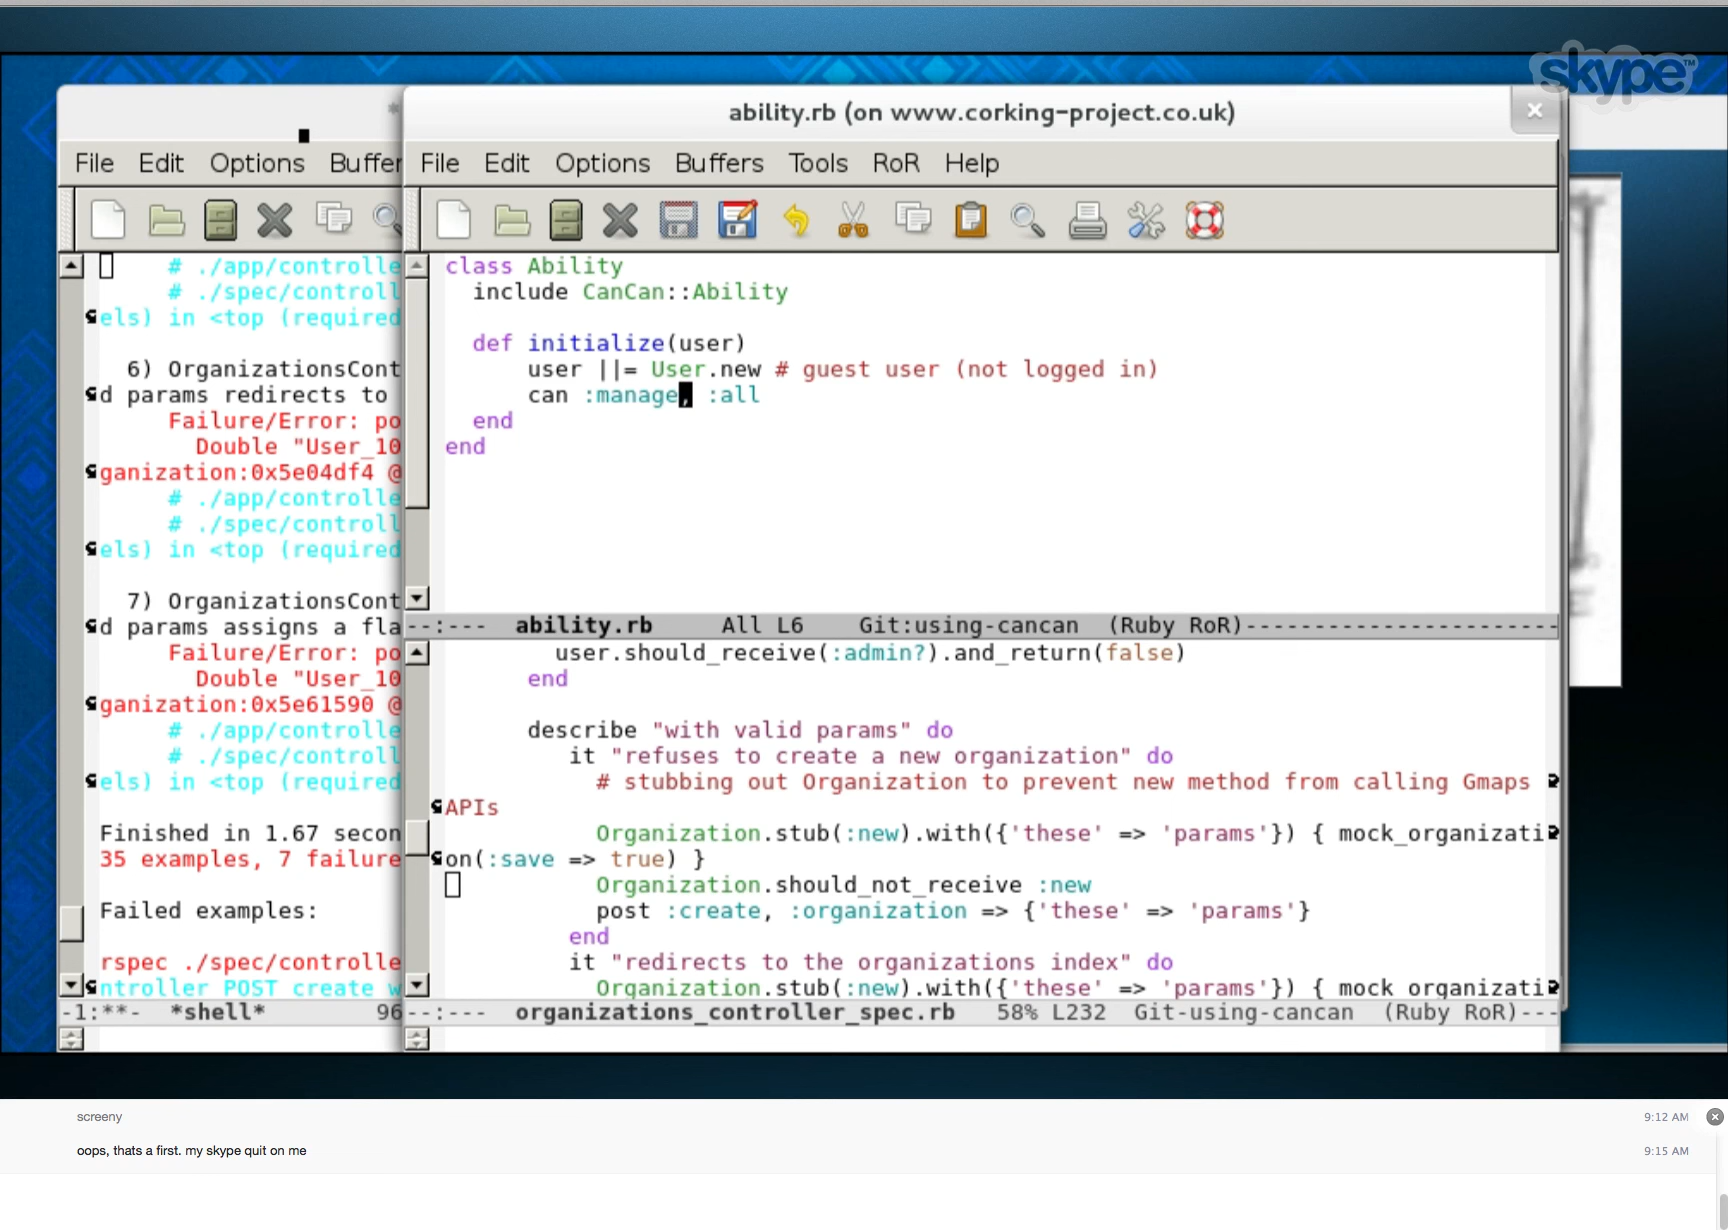 skype™
ability.rb (on www.corking-project.co.uk)
File Edit Options Buffer
File Edit Options Buffers Tools RoR Help
# ./app/controlle
# ./spec/controll
els) in <top (required
6) OrganizationsCont
d params redirects to
Failure/Error: po
Double "User_10
ganization:0x5e04df4 @
# ./app/controlle
# ./spec/controll
els) in <top (required
7) OrganizationsCont
d params assigns a fla
Failure/Error: po
Double "User_10
ganization:0x5e61590 @
# ./app/controlle
# ./spec/controll
els) in <top (required
Finished in 1.67 secon
35 examples, 7 failure
Failed examples:
rspec ./spec/controlle
ntroller POST create w
-1:**- *shell* 96
class Ability
include CanCan::Ability
def initialize(user)
user ||= User.new # guest user (not logged in)
can :manage, :all
end
end
--:--- ability.rb All L6 Git:using-cancan (Ruby RoR)-----------------------
user.should_receive(:admin?).and_return(false)
end
describe "with valid params" do
it "refuses to create a new organization" do
# stubbing out Organization to prevent new method from calling Gmaps
APIs
Organization.stub(:new).with({'these' => 'params'}) { mock_organizati
on(:save => true) }
Organization.should_not_receive :new
post :create, :organization => {'these' => 'params'}
end
it "redirects to the organizations index" do
Organization.stub(:new).with({'these' => 'params'}) { mock_organizati
--:--- organizations_controller_spec.rb 58% L232 Git-using-cancan (Ruby RoR)---
screeny 9:12 AM
oops, thats a first. my skype quit on me 9:15 AM